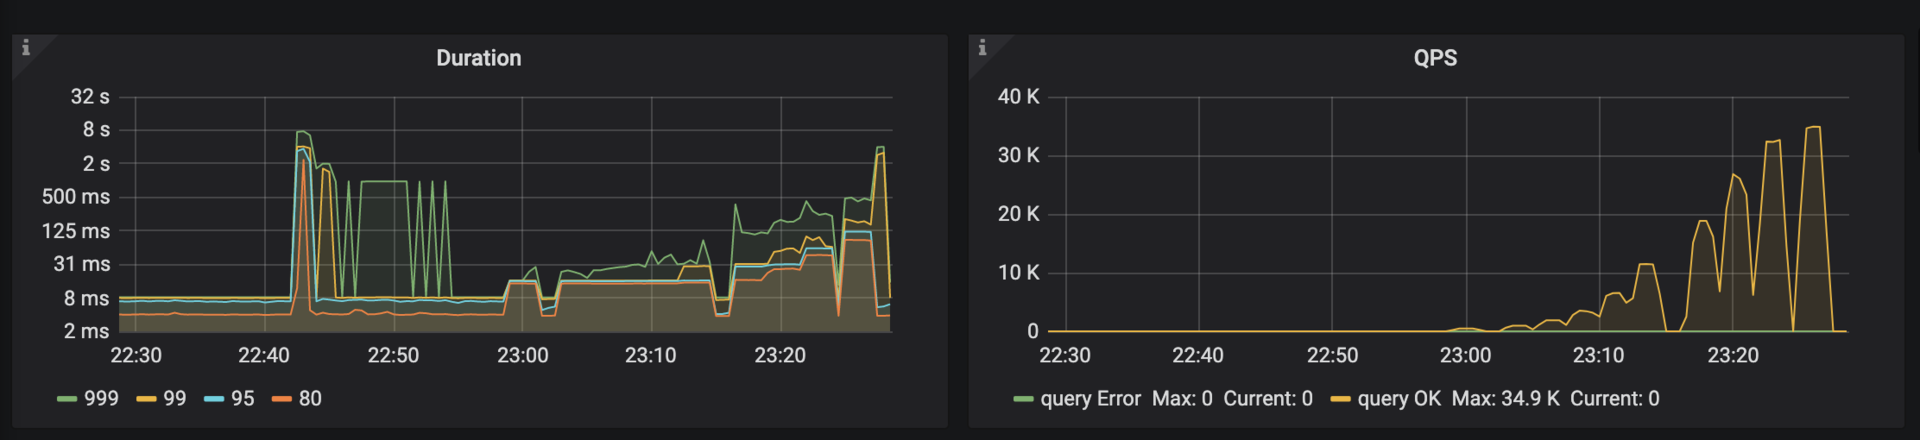 i
Duration
32 s
8 s
2 s
500 ms
125 ms
31 ms
8 ms
2 ms
22:30 22:40 22:50 23:00 23:10 23:20
999 99 95 80
i
QPS
40 K
30 K
20 K
10 K
0
22:30 22:40 22:50 23:00 23:10 23:20
query Error Max: 0 Current: 0 query OK Max: 34.9 K Current: 0